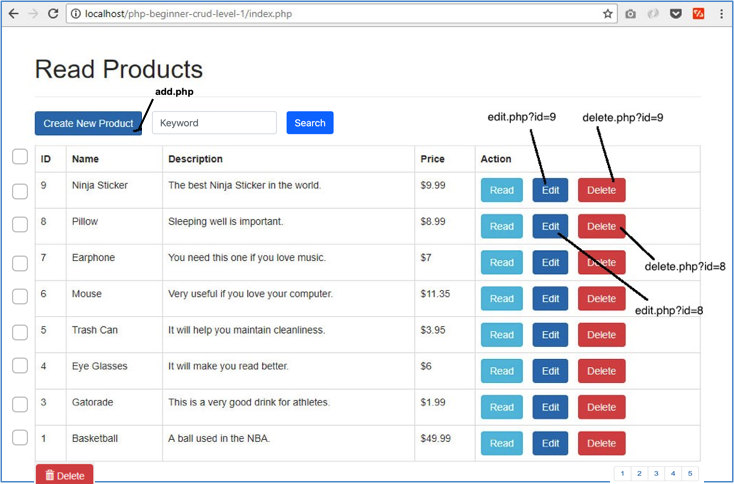 localhost/php-beginner-crud-level-1/index.php
Read Products
add.php
Create New Product Keyword Search
edit.php?id=9 delete.php?id=9
ID Name Description Price Action
9 Ninja Sticker The best Ninja Sticker in the world. $9.99 Read Edit Delete
8 Pillow Sleeping well is important. $8.99 Read Edit Delete
7 Earphone You need this one if you love music. $7 Read Edit Delete
delete.php?id=8
6 Mouse Very useful if you love your computer. $11.35 Read Edit Delete
edit.php?id=8
5 Trash Can It will help you maintain cleanliness. $3.95 Read Edit Delete
4 Eye Glasses It will make you read better. $6 Read Edit Delete
3 Gatorade This is a very good drink for athletes. $1.99 Read Edit Delete
1 Basketball A ball used in the NBA. $49.99 Read Edit Delete
Delete 1 2 3 4 5